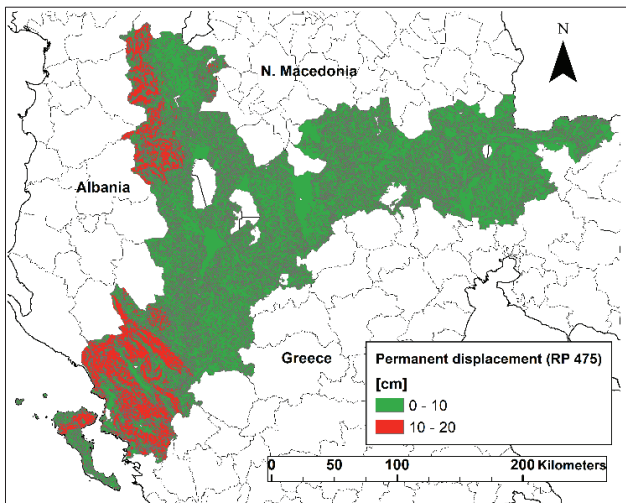 N
N. Macedonia
Albania
Greece
Permanent displacement (RP 475)
[cm]
0 - 10
10 - 20
0 50 100 200 Kilometers